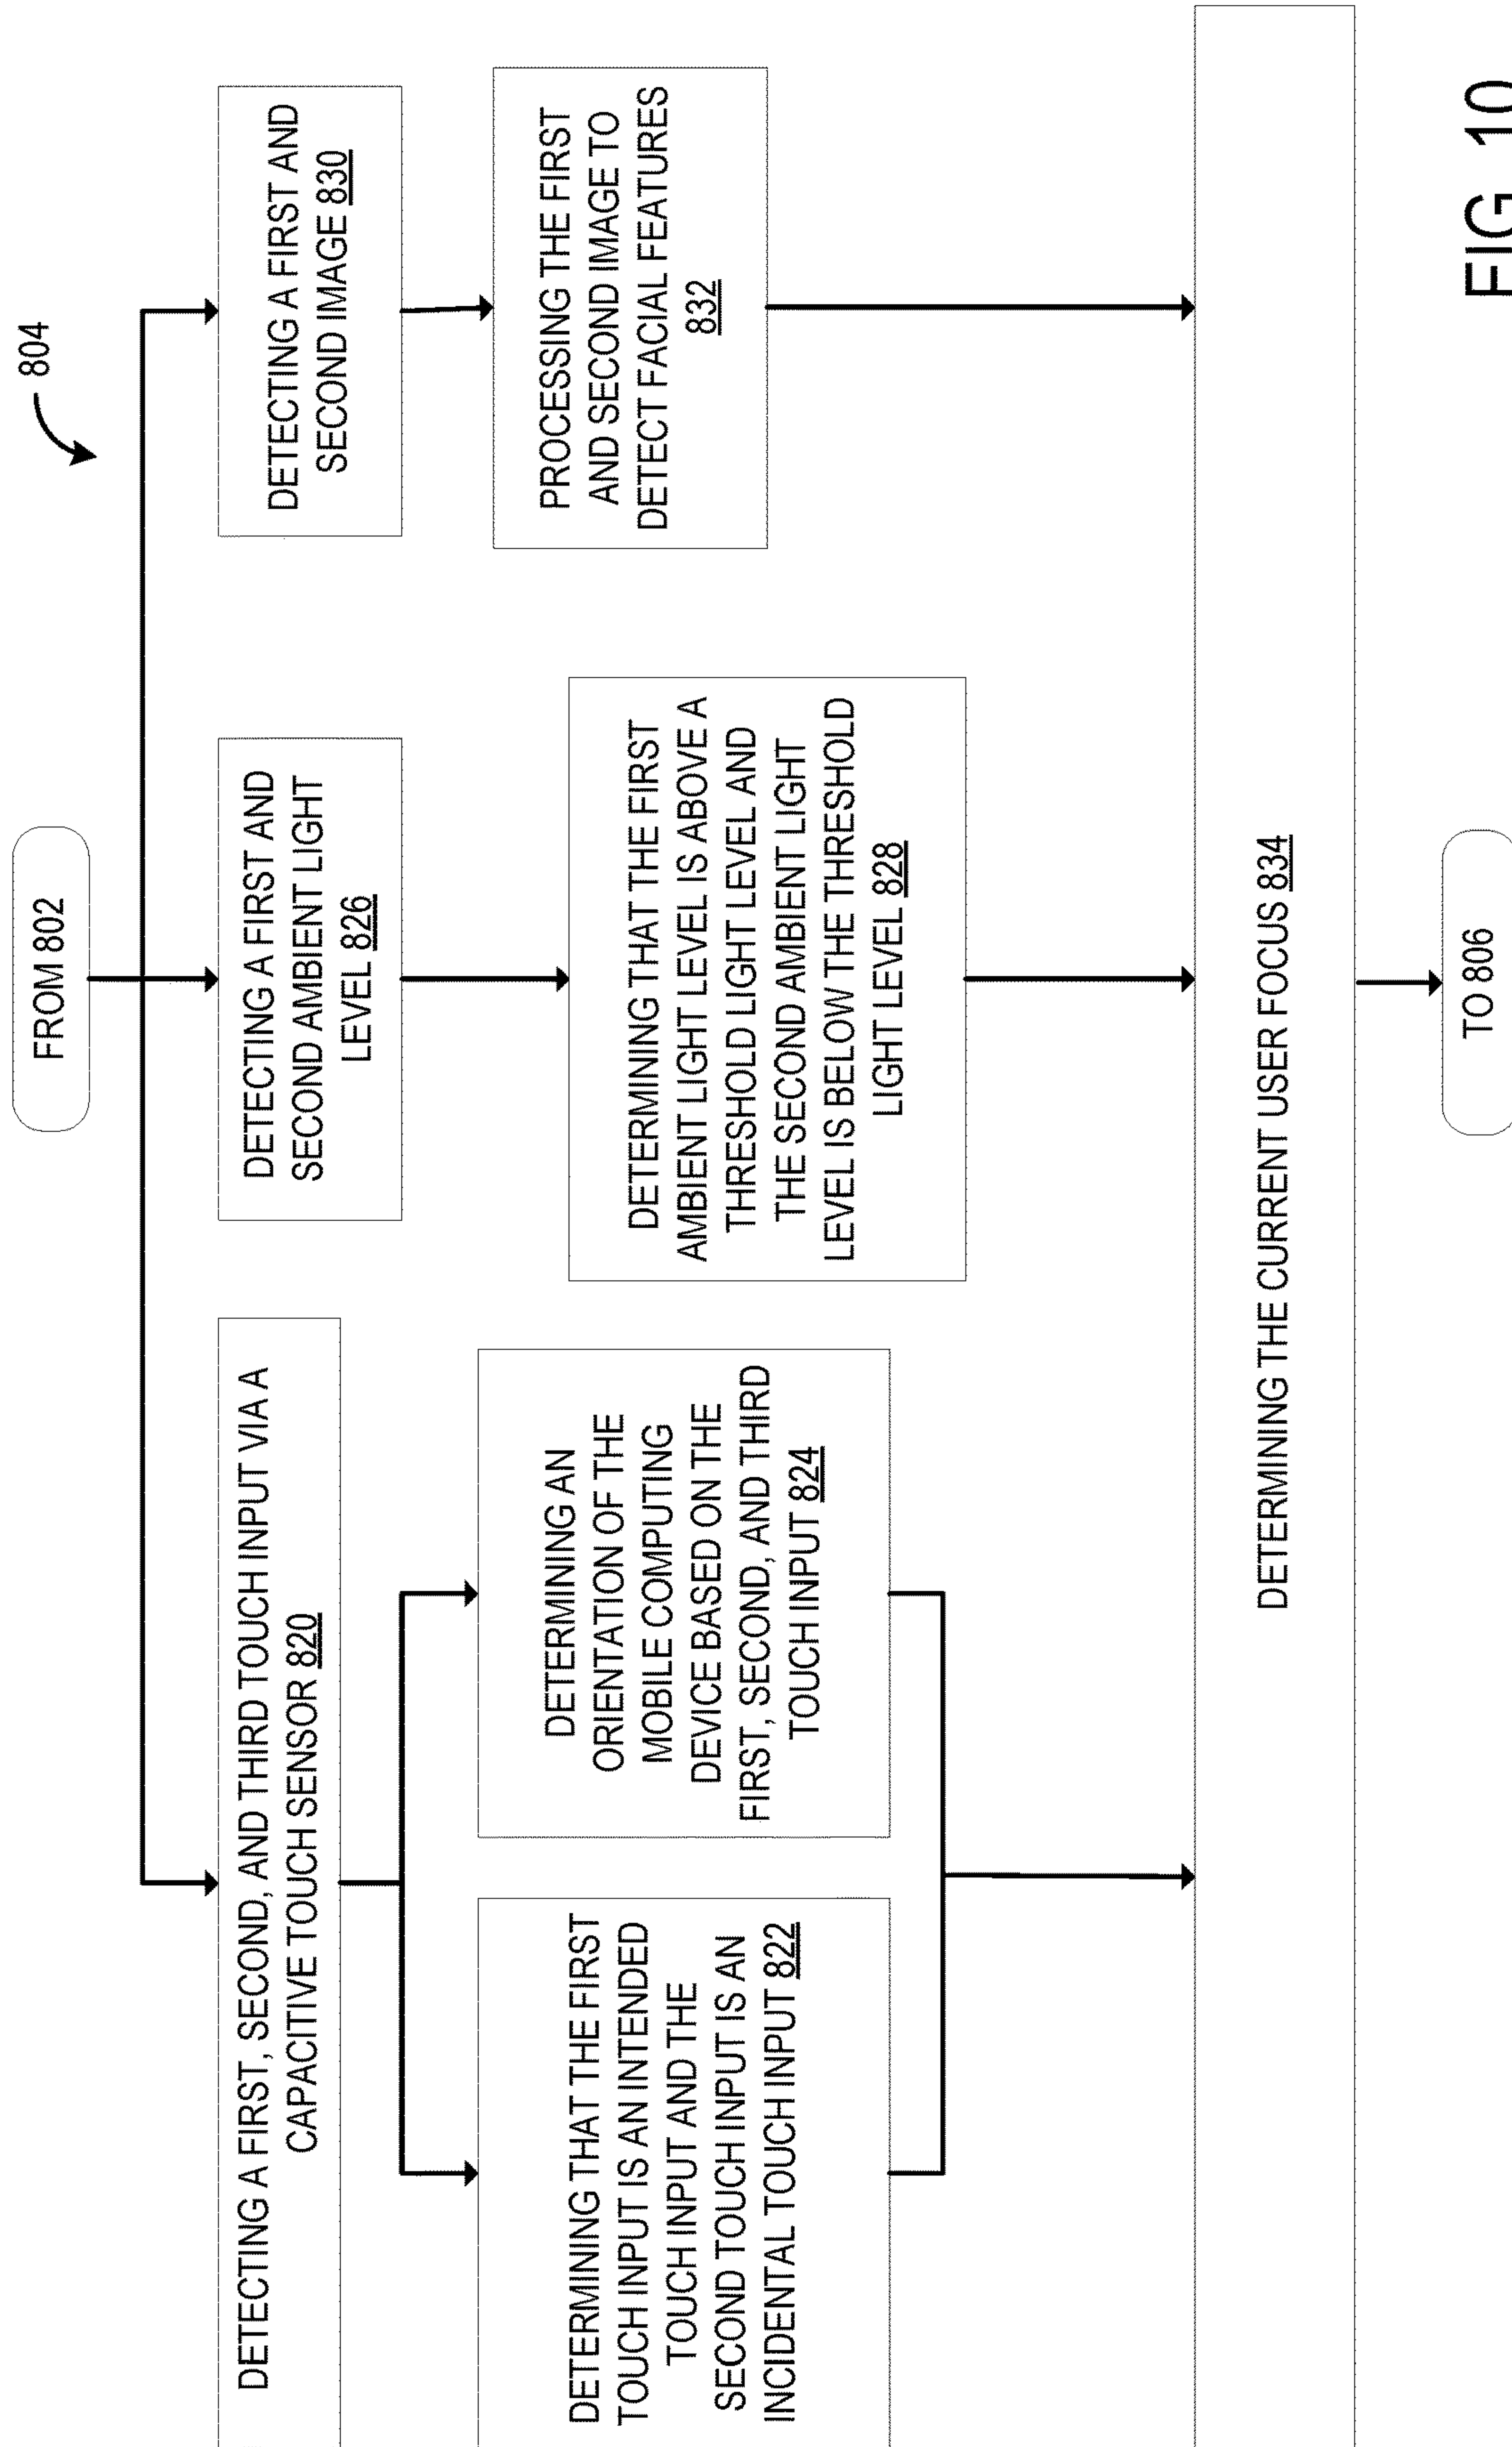 FROM 802
804
DETECTING A FIRST, SECOND, AND THIRD TOUCH INPUT VIA A
CAPACITIVE TOUCH SENSOR 820
DETERMINING THAT THE FIRST
TOUCH INPUT IS AN INTENDED
TOUCH INPUT AND THE
SECOND TOUCH INPUT IS AN
INCIDENTAL TOUCH INPUT 822
DETERMINING AN
ORIENTATION OF THE
MOBILE COMPUTING
DEVICE BASED ON THE
FIRST, SECOND, AND THIRD
TOUCH INPUT 824
DETECTING A FIRST AND
SECOND AMBIENT LIGHT
LEVEL 826
DETERMINING THAT THE FIRST
AMBIENT LIGHT LEVEL IS ABOVE A
THRESHOLD LIGHT LEVEL AND
THE SECOND AMBIENT LIGHT
LEVEL IS BELOW THE THRESHOLD
LIGHT LEVEL 828
DETECTING A FIRST AND
SECOND IMAGE 830
PROCESSING THE FIRST
AND SECOND IMAGE TO
DETECT FACIAL FEATURES
832
DETERMINING THE CURRENT USER FOCUS 834
TO 806
FIG. 10